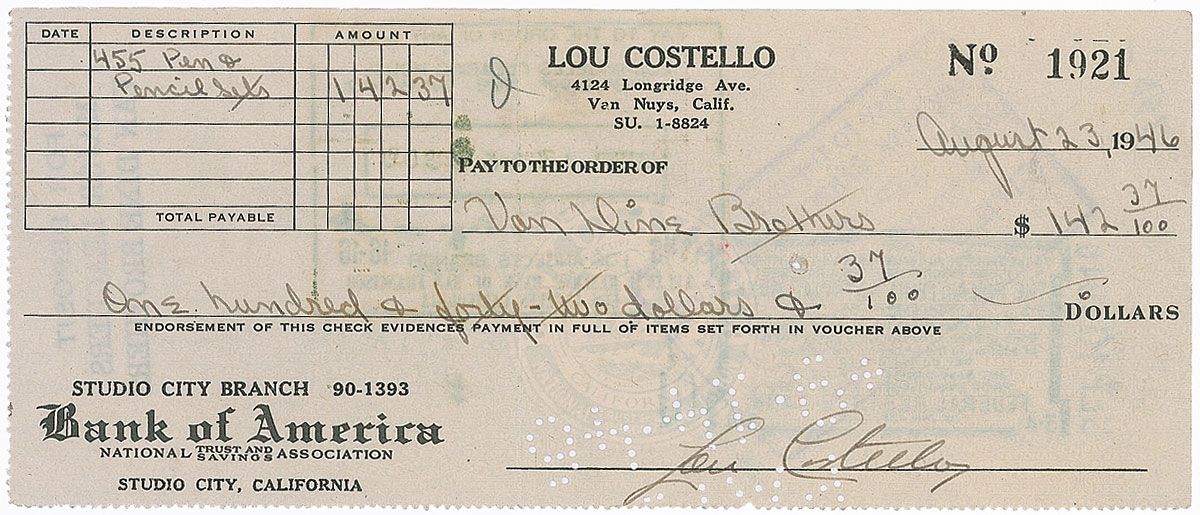 DATE DESCRIPTION AMOUNT
455 Pen &
Pencil Sets 142 37
TOTAL PAYABLE
LOU COSTELLO
4124 Longridge Ave.
Van Nuys, Calif.
SU. 1-8824
Nº 1921
August 23, 1946
PAY TO THE ORDER OF
Van Dine Brothers $ 142 37/100
One hundred & forty-two dollars & 37/100 DOLLARS
ENDORSEMENT OF THIS CHECK EVIDENCES PAYMENT IN FULL OF ITEMS SET FORTH IN VOUCHER ABOVE
STUDIO CITY BRANCH 90-1393
Bank of America
NATIONAL TRUST AND SAVINGS ASSOCIATION
STUDIO CITY, CALIFORNIA
Lou Costello